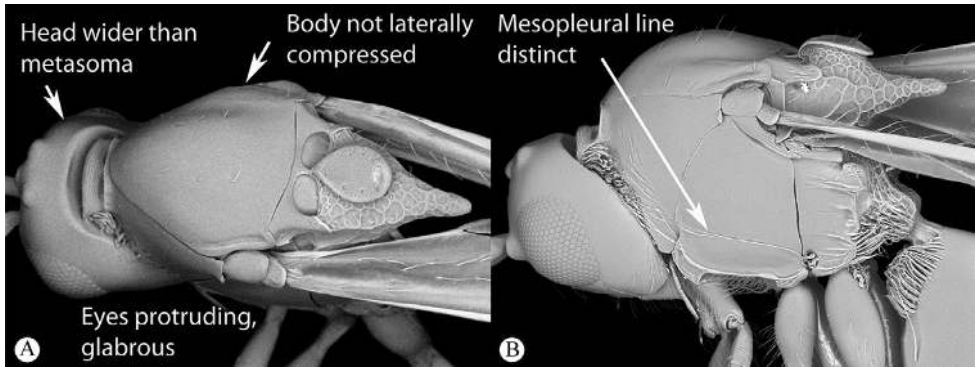 Head wider than
metasoma
Body not laterally
compressed
Eyes protruding,
glabrous
A
Mesopleural line
distinct
B